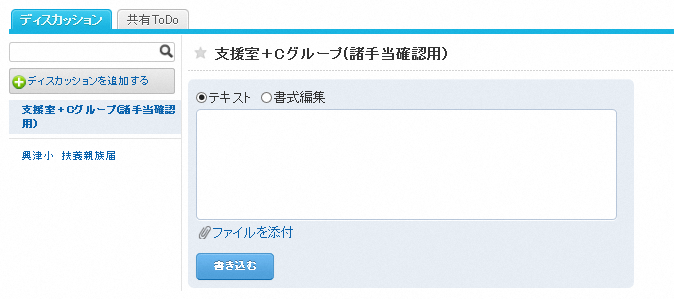 ディスカッション 共有ToDo
支援室＋Cグループ(諸手当確認用)
ディスカッションを追加する
支援室＋Cグループ(諸手当確認
用)
興津小 扶養親族届
テキスト 書式編集
ファイルを添付
書き込む